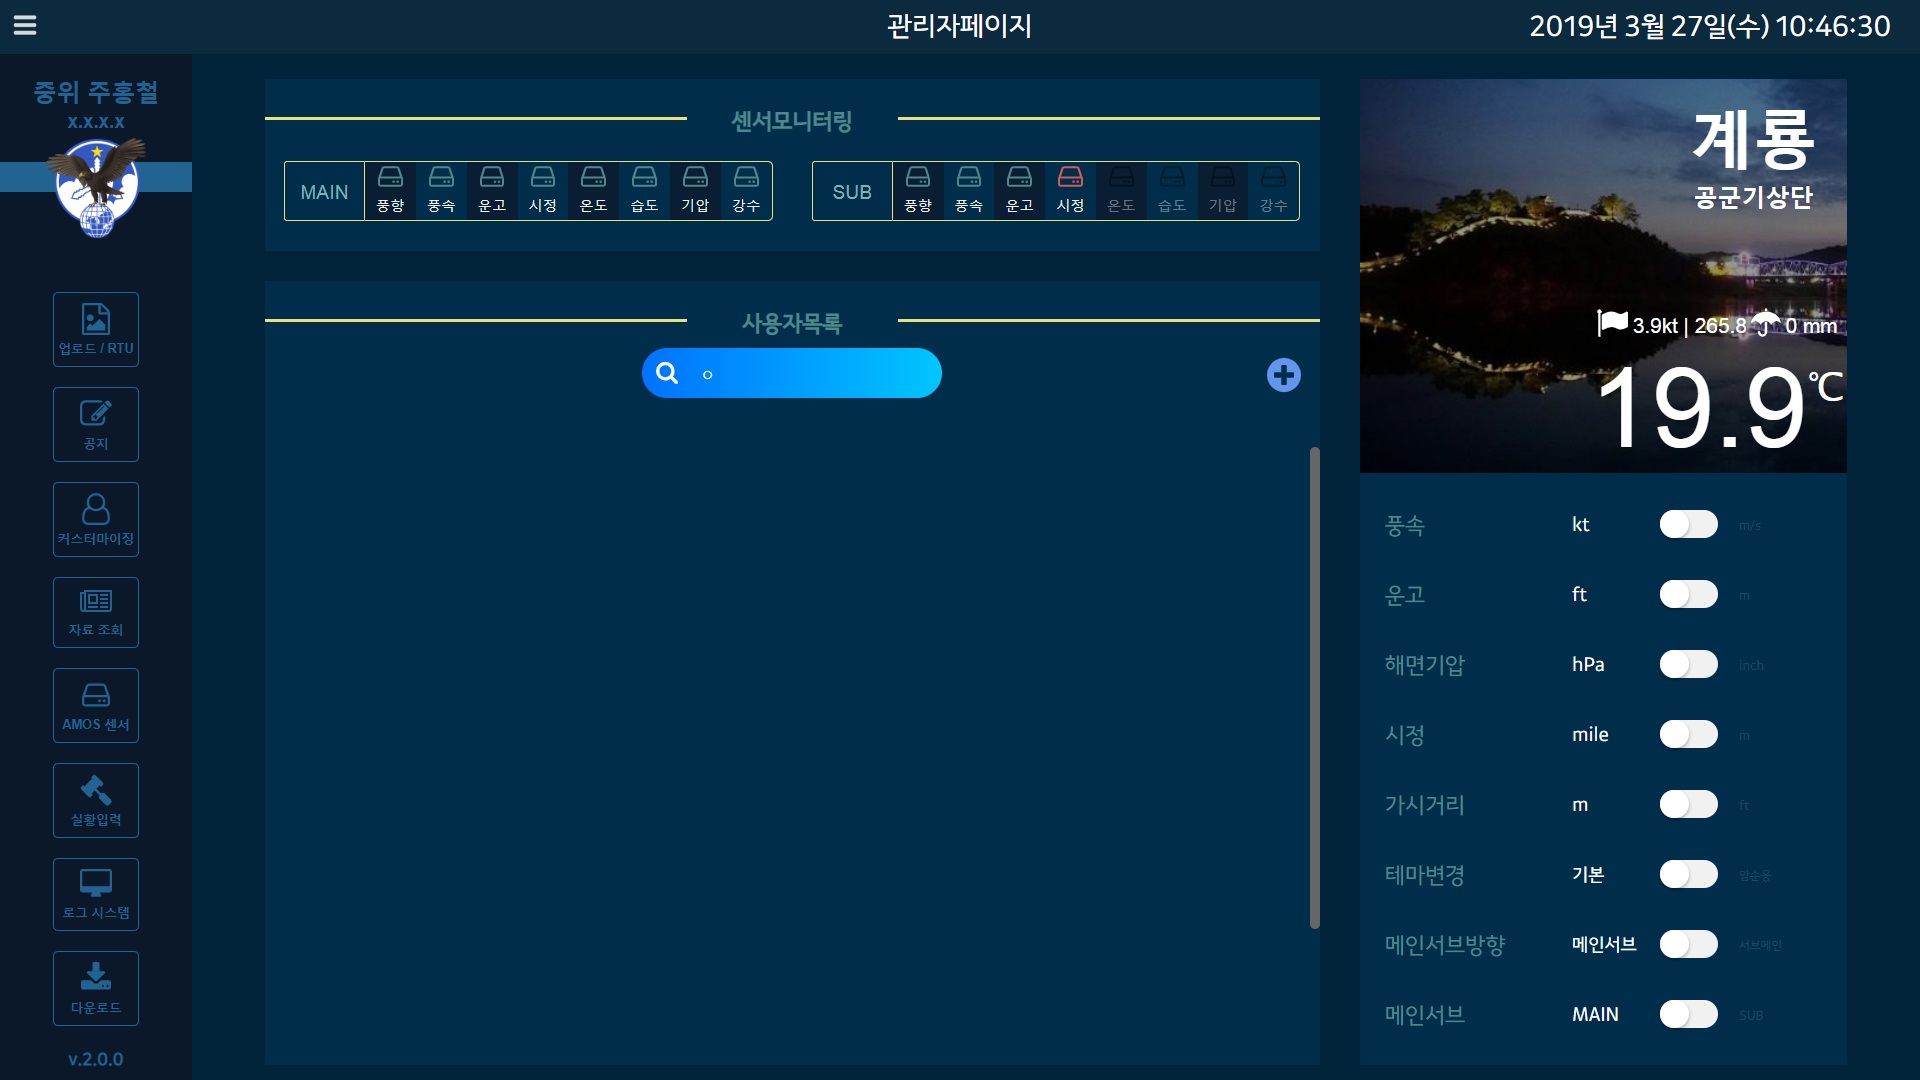 관리자페이지
2019년 3월 27일(수) 10:46:30
중위 주홍철
x.x.x.x
업로드 / RTU
공지
커스터마이징
자료 조회
AMOS 센서
실황입력
로그 시스템
다운로드
v.2.0.0
센서모니터링
MAIN 풍향 풍속 운고 시정 온도 습도 기압 강수
SUB 풍향 풍속 운고 시정 온도 습도 기압 강수
사용자목록
ㅇ
계룡
공군기상단
3.9kt | 265.8 0 mm
19.9℃
풍속 kt m/s
운고 ft m
해면기압 hPa inch
시정 mile m
가시거리 m ft
테마변경 기본 암순응
메인서브방향 메인서브 서브메인
메인서브 MAIN SUB